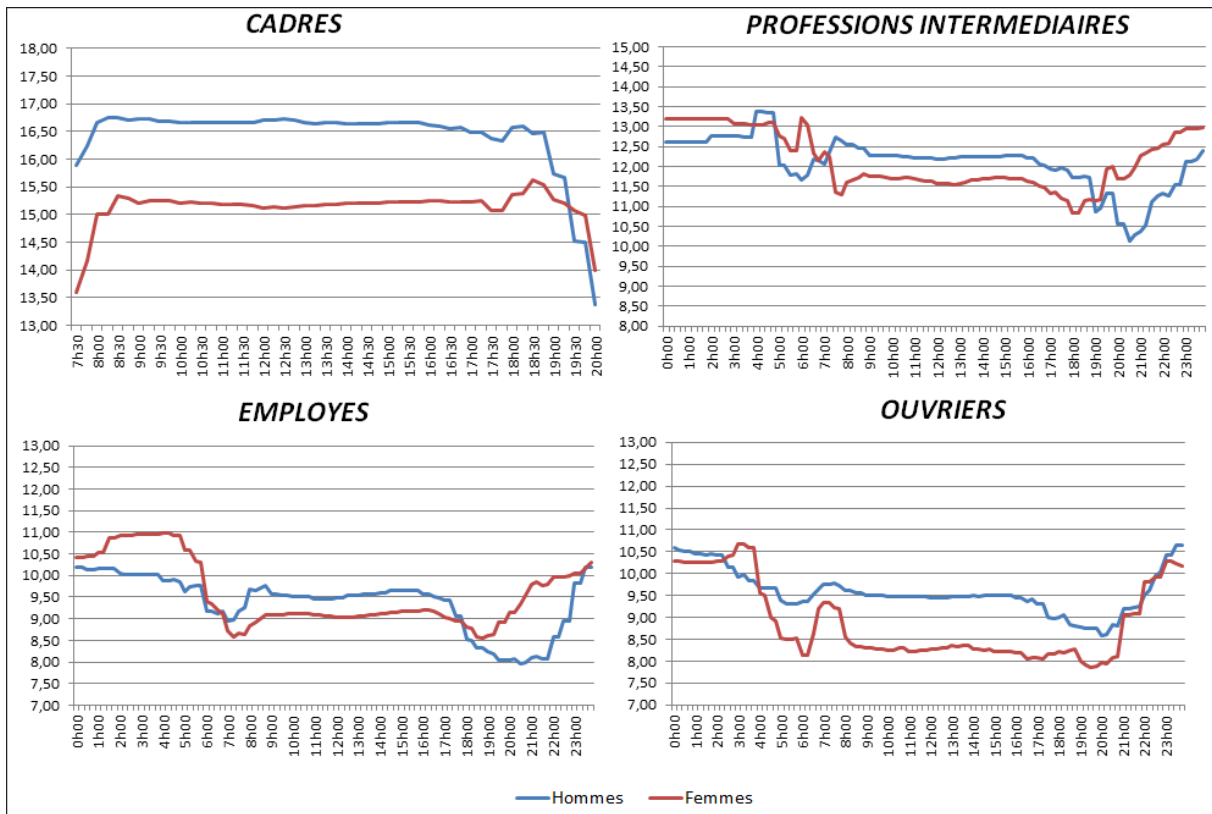 CADRES
18,00
17,50
17,00
16,50
16,00
15,50
15,00
14,50
14,00
13,50
13,00
7h30
8h00
8h30
9h00
9h30
10h00
10h30
11h00
11h30
12h00
12h30
13h00
13h30
14h00
14h30
15h00
15h30
16h00
16h30
17h00
17h30
18h00
18h30
19h00
19h30
20h00
PROFESSIONS INTERMEDIAIRES
15,00
14,50
14,00
13,50
13,00
12,50
12,00
11,50
11,00
10,50
10,00
9,50
9,00
8,50
8,00
0h00
1h00
2h00
3h00
4h00
5h00
6h00
7h00
8h00
9h00
10h00
11h00
12h00
13h00
14h00
15h00
16h00
17h00
18h00
19h00
20h00
21h00
22h00
23h00
EMPLOYES
13,00
12,50
12,00
11,50
11,00
10,50
10,00
9,50
9,00
8,50
8,00
7,50
7,00
0h00
1h00
2h00
3h00
4h00
5h00
6h00
7h00
8h00
9h00
10h00
11h00
12h00
13h00
14h00
15h00
16h00
17h00
18h00
19h00
20h00
21h00
22h00
23h00
OUVRIERS
13,00
12,50
12,00
11,50
11,00
10,50
10,00
9,50
9,00
8,50
8,00
7,50
7,00
0h00
1h00
2h00
3h00
4h00
5h00
6h00
7h00
8h00
9h00
10h00
11h00
12h00
13h00
14h00
15h00
16h00
17h00
18h00
19h00
20h00
21h00
22h00
23h00
Hommes
Femmes